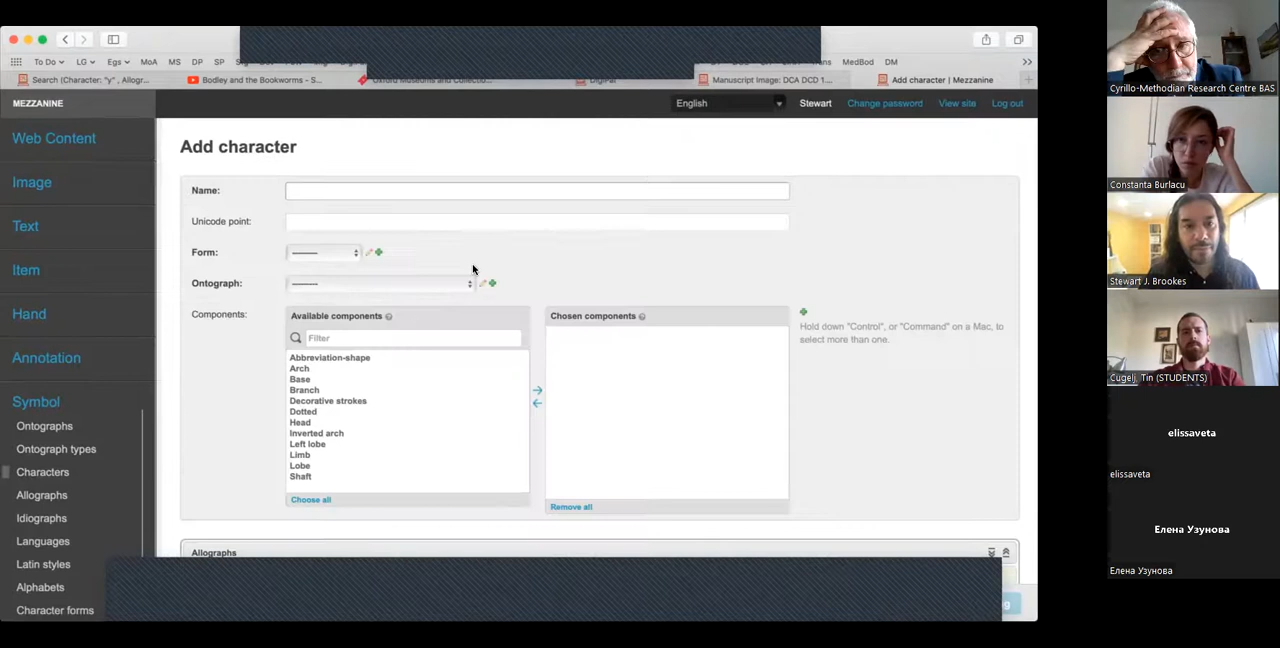 To Do LG Egs MoA MS DP SP MedBod DM
Search (Character: "y" , Allogr... Bodley and the Bookworms - S... DigiPal Manuscript Image: DCA DCD 1.... Add character | Mezzanine
MEZZANINE
English Stewart Change password View site Log out
Web Content
Image
Text
Item
Hand
Annotation
Symbol
Ontographs
Ontograph types
Characters
Allographs
Idiographs
Languages
Latin styles
Alphabets
Character forms
Add character
Name:
Unicode point:
Form:
Ontograph:
Components:
Available components
Filter
Abbreviation-shape
Arch
Base
Branch
Decorative strokes
Dotted
Head
Inverted arch
Left lobe
Limb
Lobe
Shaft
Choose all
Chosen components
Remove all
Hold down "Control", or "Command" on a Mac, to
select more than one.
Allographs
Cyrillo-Methodian Research Centre BAS
Constanta Burlacu
Stewart J. Brookes
Cugelj, Tin (STUDENTS)
elissaveta
elissaveta
Елена Узунова
Елена Узунова